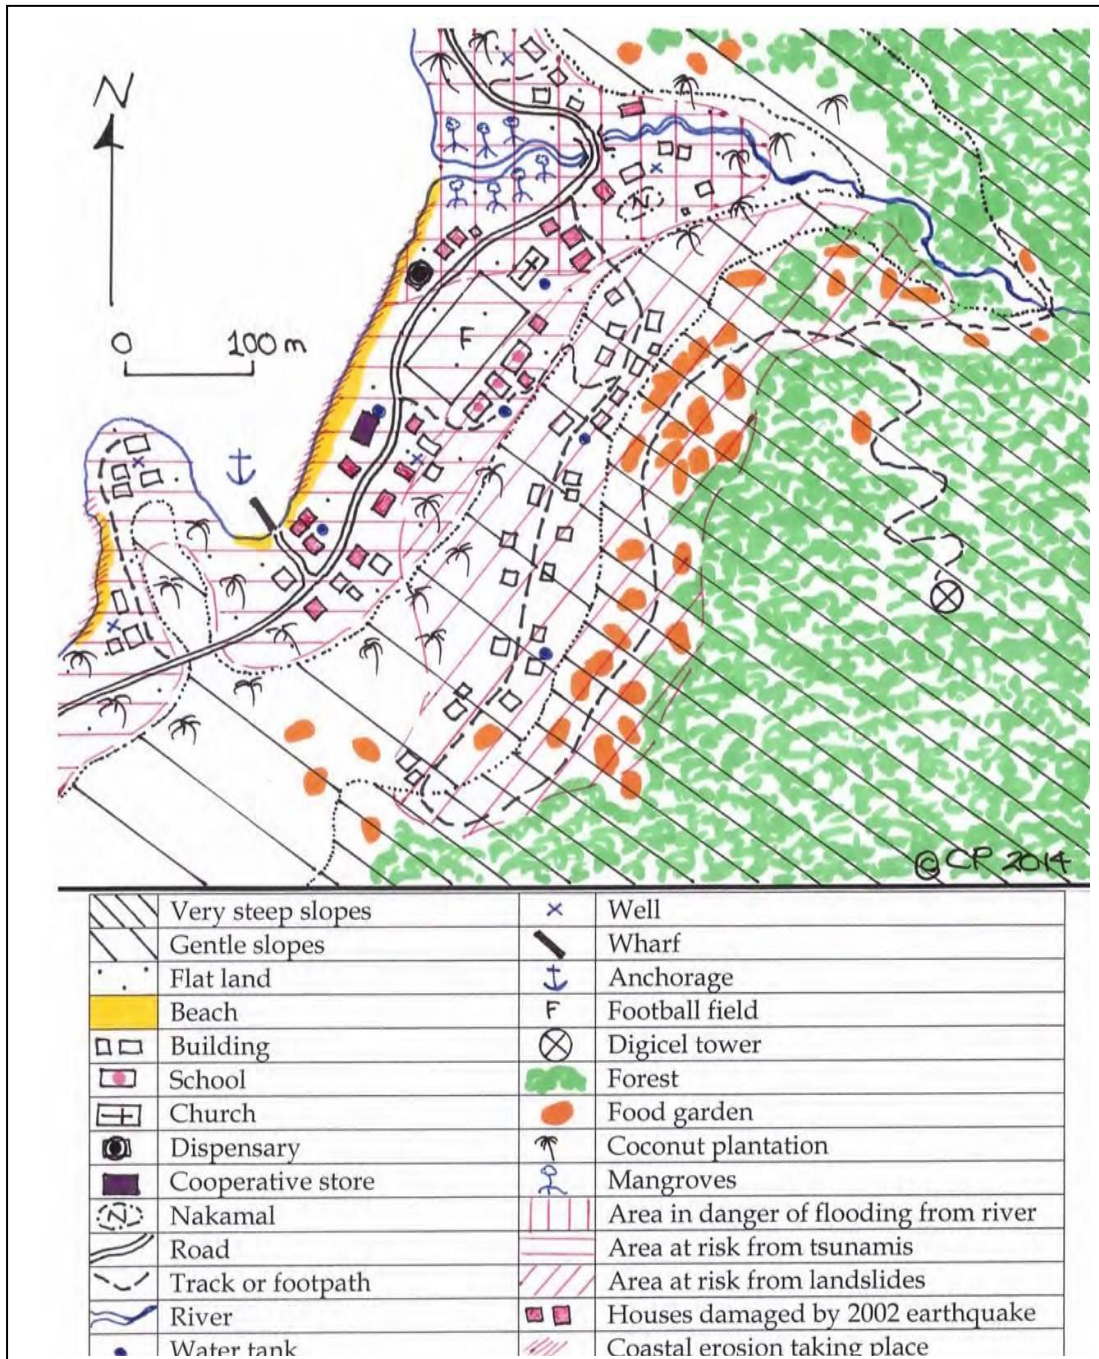 N
0 100 m
N
F
© CP 2014
Very steep slopes
Well
Gentle slopes
Wharf
Flat land
Anchorage
Beach
F
Football field
Building
Digicel tower
School
Forest
Church
Food garden
Dispensary
Coconut plantation
Cooperative store
Mangroves
N
Nakamal
Area in danger of flooding from river
Road
Area at risk from tsunamis
Track or footpath
Area at risk from landslides
River
Houses damaged by 2002 earthquake
Water tank
Coastal erosion taking place